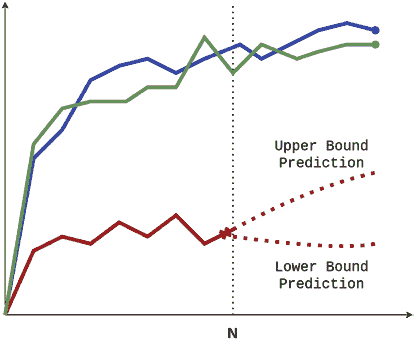 Upper Bound
Prediction
Lower Bound
Prediction
N